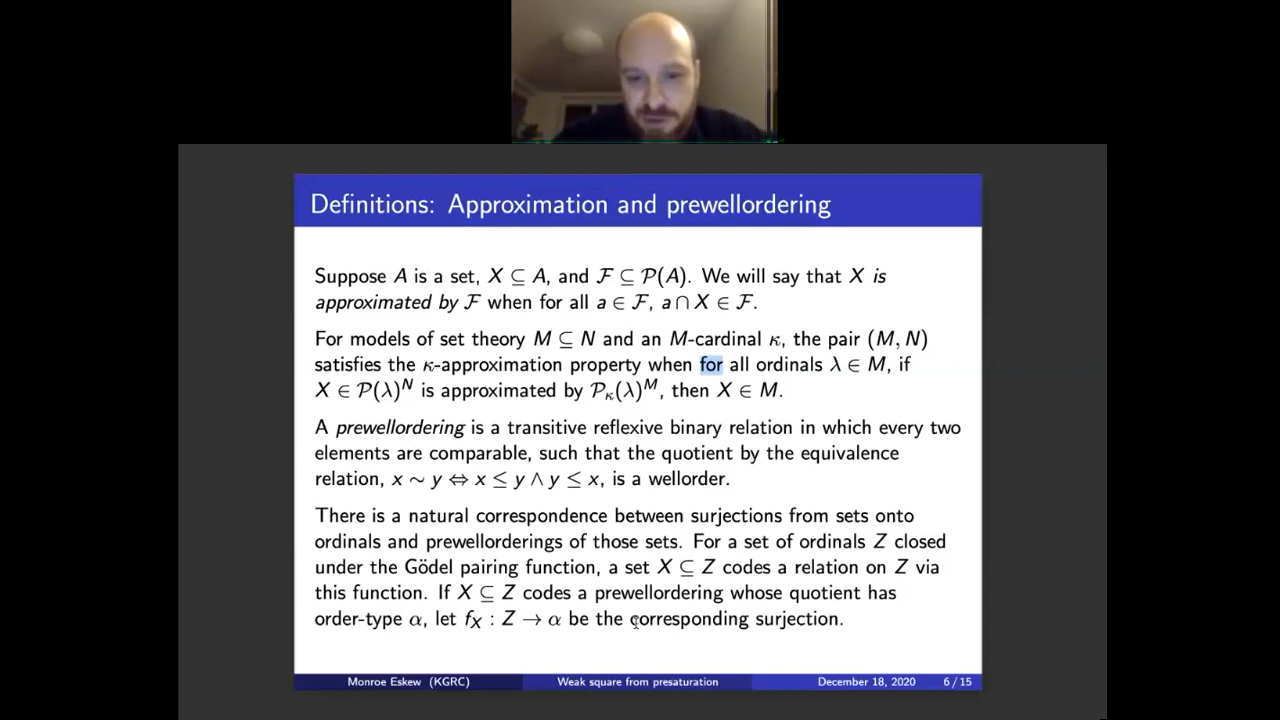 Definitions: Approximation and prewellordering
Suppose A is a set, X ⊆ A, and ℱ ⊆ 𝒫(A). We will say that X is
approximated by ℱ when for all a ∈ ℱ, a ∩ X ∈ ℱ.
For models of set theory M ⊆ N and an M-cardinal κ, the pair (M, N)
satisfies the κ-approximation property when for all ordinals λ ∈ M, if
X ∈ 𝒫(λ)^N is approximated by 𝒫_κ(λ)^M, then X ∈ M.
A prewellordering is a transitive reflexive binary relation in which every two
elements are comparable, such that the quotient by the equivalence
relation, x ∼ y ⇔ x ≤ y ∧ y ≤ x, is a wellorder.
There is a natural correspondence between surjections from sets onto
ordinals and prewellorderings of those sets. For a set of ordinals Z closed
under the Gödel pairing function, a set X ⊆ Z codes a relation on Z via
this function. If X ⊆ Z codes a prewellordering whose quotient has
order-type α, let f_X : Z → α be the corresponding surjection.
Monroe Eskew (KGRC) Weak square from presaturation December 18, 2020 6 / 15